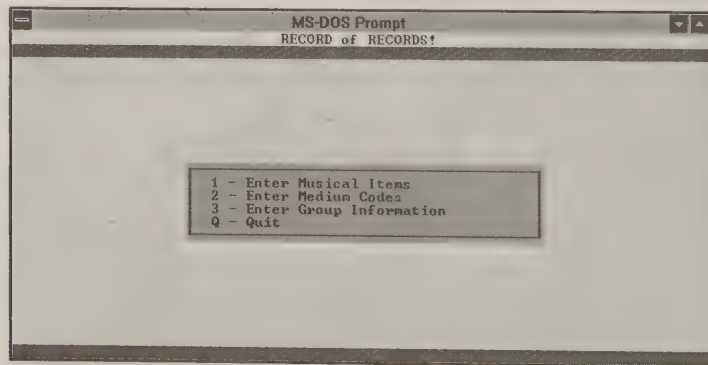 MS-DOS Prompt
RECORD of RECORDS!
1 - Enter Musical Items
2 - Enter Medium Codes
3 - Enter Group Information
Q - Quit